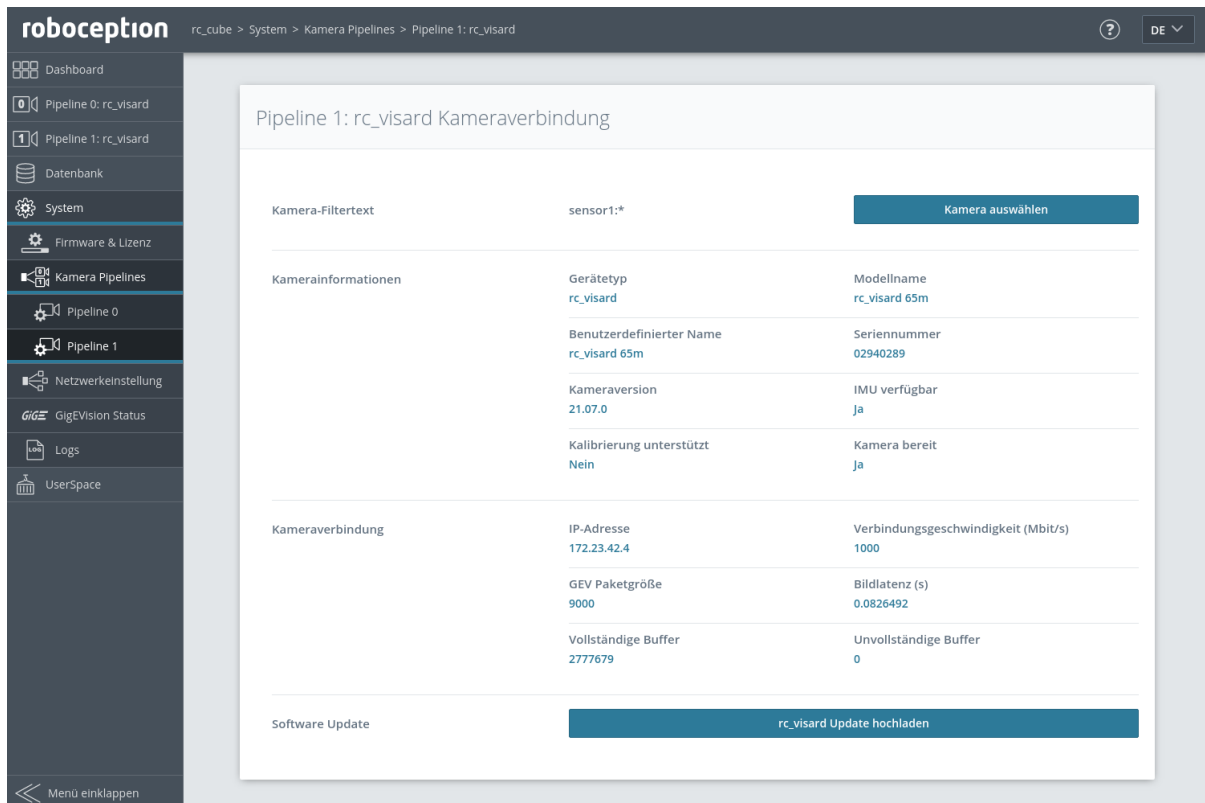 roboception
rc_cube > System > Kamera Pipelines > Pipeline 1: rc_visard
?
DE
Dashboard
0 Pipeline 0: rc_visard
1 Pipeline 1: rc_visard
Datenbank
System
Firmware & Lizenz
0 1 Kamera Pipelines
Pipeline 0
Pipeline 1
Netzwerkeinstellung
GiGE GigEVision Status
LOG Logs
UserSpace
Menü einklappen
Pipeline 1: rc_visard Kameraverbindung
Kamera-Filtertext sensor1:* Kamera auswählen
Kamerainformationen Gerätetyp Modellname
rc_visard rc_visard 65m
Benutzerdefinierter Name Seriennummer
rc_visard 65m 02940289
Kameraversion IMU verfügbar
21.07.0 Ja
Kalibrierung unterstützt Kamera bereit
Nein Ja
Kameraverbindung IP-Adresse Verbindungsgeschwindigkeit (Mbit/s)
172.23.42.4 1000
GEV Paketgröße Bildlatenz (s)
9000 0.0826492
Vollständige Buffer Unvollständige Buffer
2777679 0
Software Update rc_visard Update hochladen